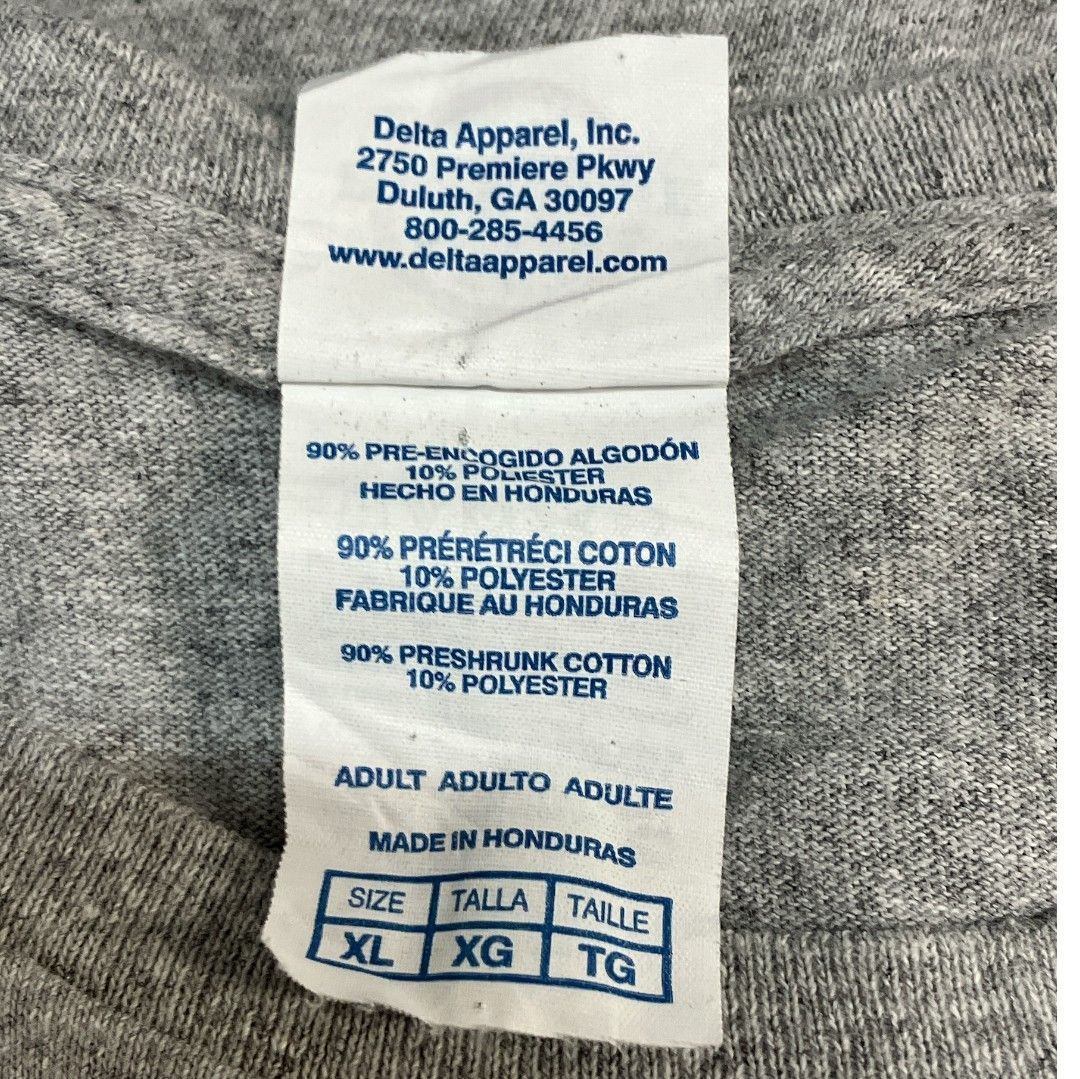 Delta Apparel, Inc.
2750 Premiere Pkwy
Duluth, GA 30097
800-285-4456
www.deltaapparel.com
90% PRE-ENCOGIDO ALGODÓN
10% POLIESTER
HECHO EN HONDURAS
90% PRÉRÉTRÉCI COTON
10% POLYESTER
FABRIQUE AU HONDURAS
90% PRESHRUNK COTTON
10% POLYESTER
ADULT ADULTO ADULTE
MADE IN HONDURAS
SIZE TALLA TAILLE
XL XG TG